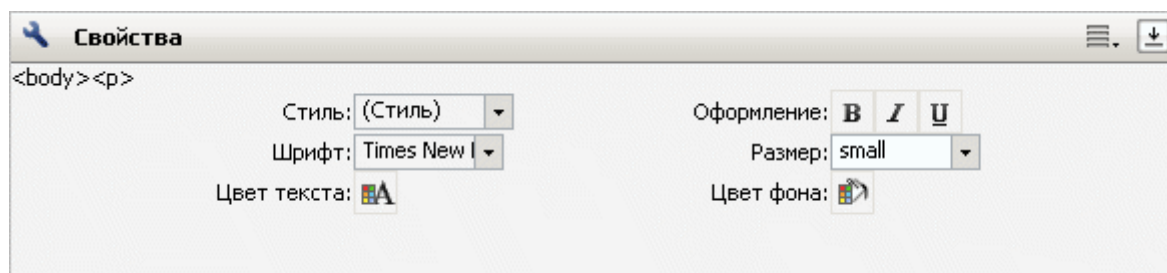 Свойства
<body><p>
Стиль: (Стиль) Оформление: B I U
Шрифт: Times New Размер: small
Цвет текста: A Цвет фона: